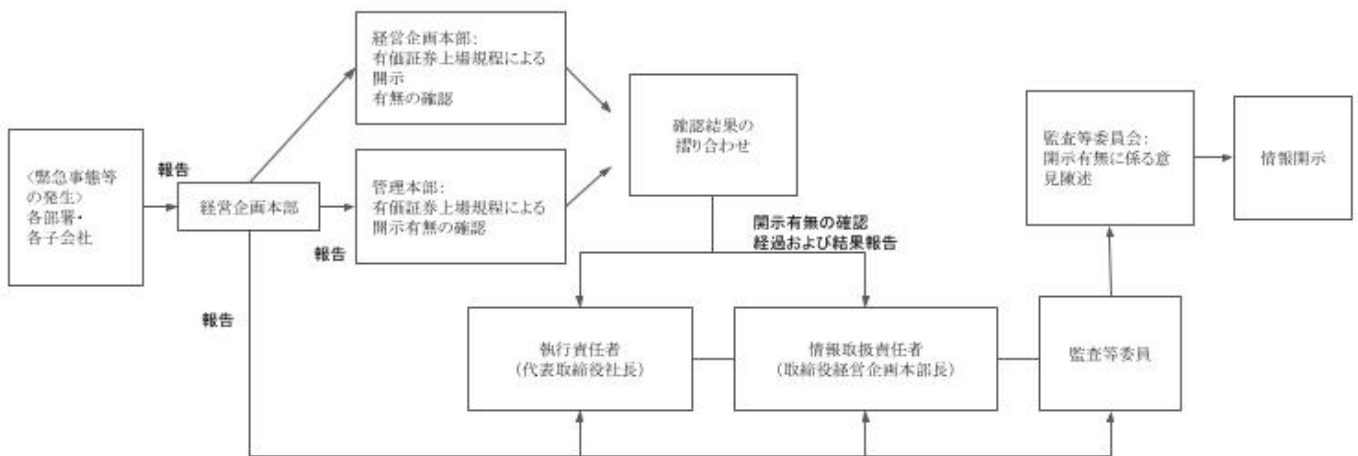 経営企画本部:
有価証券上場規程による
開示
有無の確認
確認結果の
摺り合わせ
監査等委員会:
開示有無に係る意
見陳述
情報開示
<緊急事態等
の発生>
各部署・
各子会社
報告
経営企画本部
管理本部:
有価証券上場規程による
開示有無の確認
報告
開示有無の確認
経過および結果報告
報告
執行責任者
(代表取締役社長)
情報取扱責任者
(取締役経営企画本部長)
監査等委員